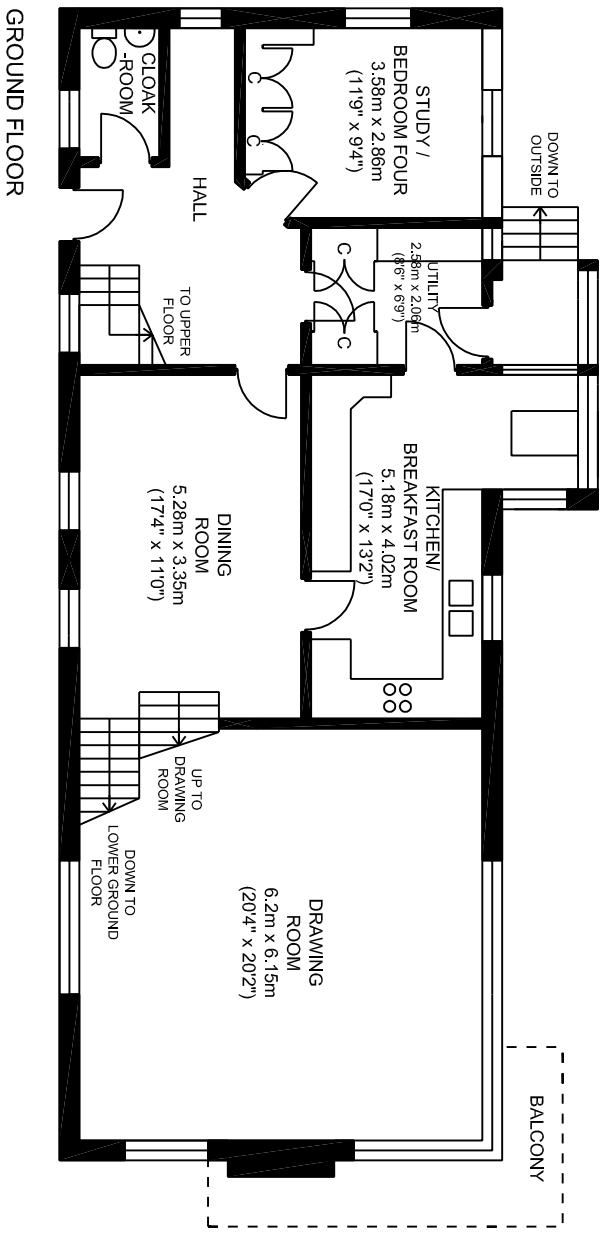 GROUND FLOOR
CLOAK
-ROOM
HALL
TO UPPER
FLOOR
STUDY /
BEDROOM FOUR
3.58m x 2.86m
(11'9" x 9'4")
C
C
DOWN TO
OUTSIDE
C
C
UTILITY
2.58m x 2.06m
(8'6" x 6'9")
KITCHEN/
BREAKFAST ROOM
5.18m x 4.02m
(17'0" x 13'2")
DINING
ROOM
5.28m x 3.35m
(17'4" x 11'0")
UP TO
DRAWING
ROOM
DOWN TO
LOWER GROUND
FLOOR
DRAWING
ROOM
6.2m x 6.15m
(20'4" x 20'2")
BALCONY